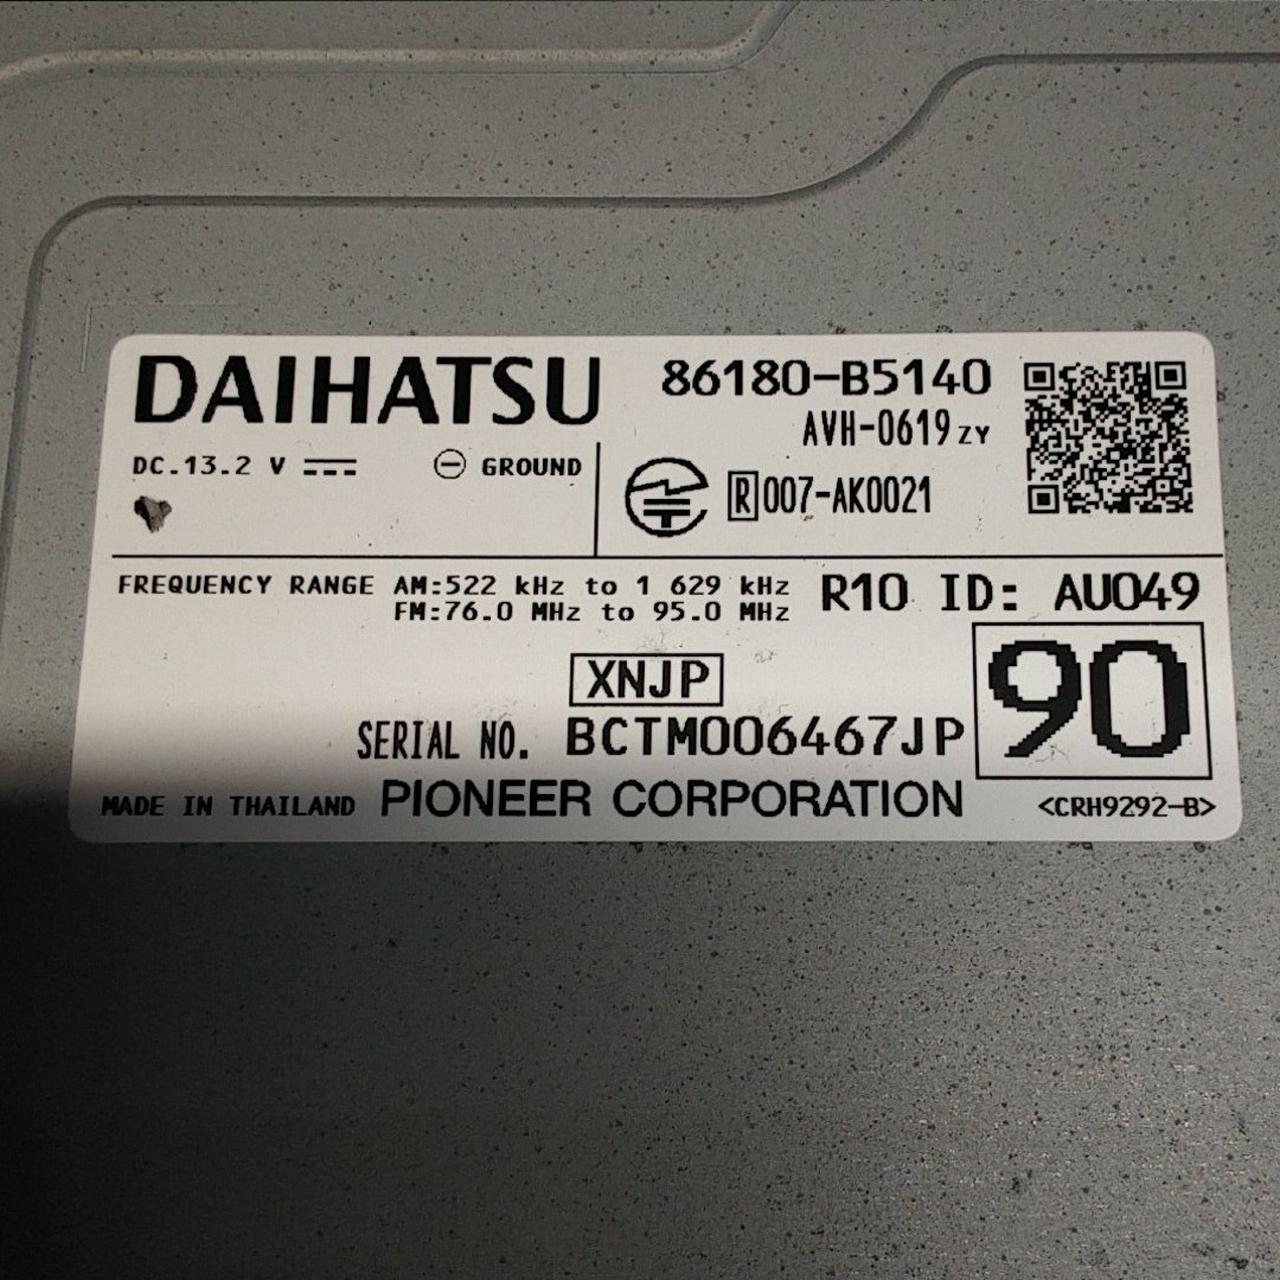 DAIHATSU
86180-B5140
AVH-0619ZY
DC.13.2 V
GROUND
R 007-AK0021
FREQUENCY RANGE AM:522 kHz to 1 629 kHz
FM:76.0 MHz to 95.0 MHz
R10 ID: AU049
90
XNJP
SERIAL NO. BCTM006467JP
MADE IN THAILAND PIONEER CORPORATION <CRH9292-B>